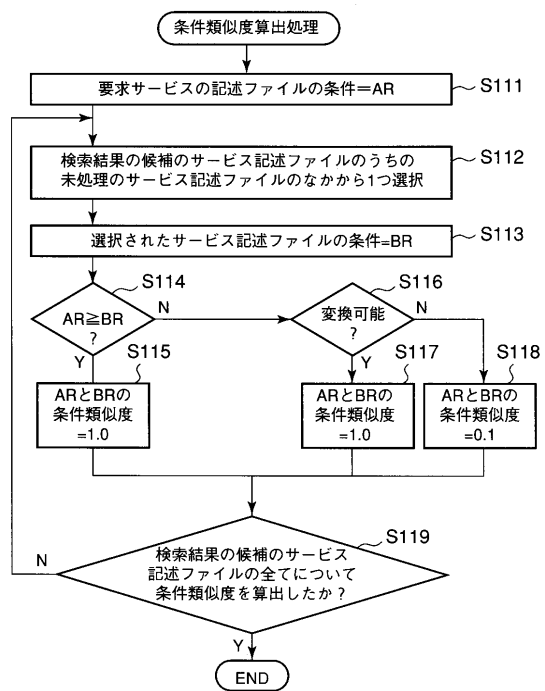 条件類似度算出処理
要求サービスの記述ファイルの条件＝AR
S111
検索結果の候補のサービス記述ファイルのうちの
未処理のサービス記述ファイルのなかから1つ選択
S112
選択されたサービス記述ファイルの条件=BR
S113
S114
AR≧BR
?
N
Y
S116
変換可能
?
N
Y
S115
ARとBRの
条件類似度
=1.0
S117
ARとBRの
条件類似度
=1.0
S118
ARとBRの
条件類似度
=0.1
S119
検索結果の候補のサービス
記述ファイルの全てについて
条件類似度を算出したか？
N
Y
END